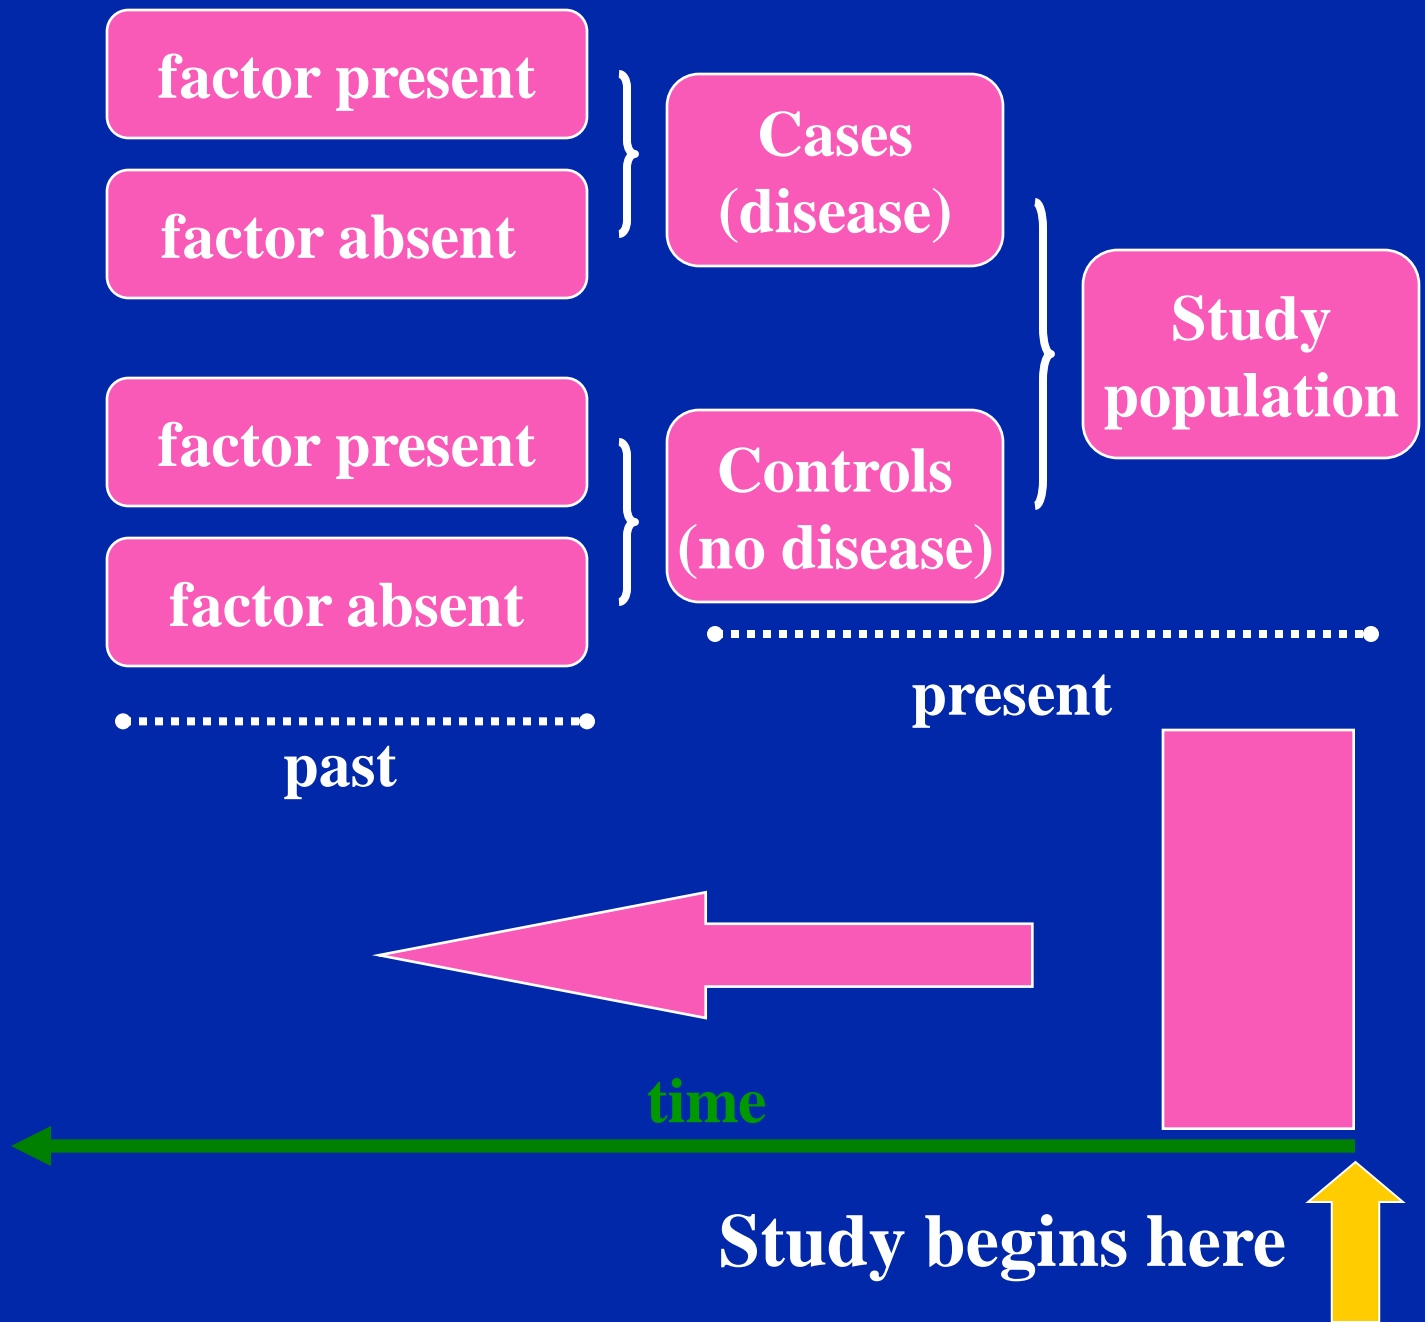 factor present
factor absent
Cases
(disease)
Study
population
factor present
factor absent
Controls
(no disease)
present
past
time
Study begins here